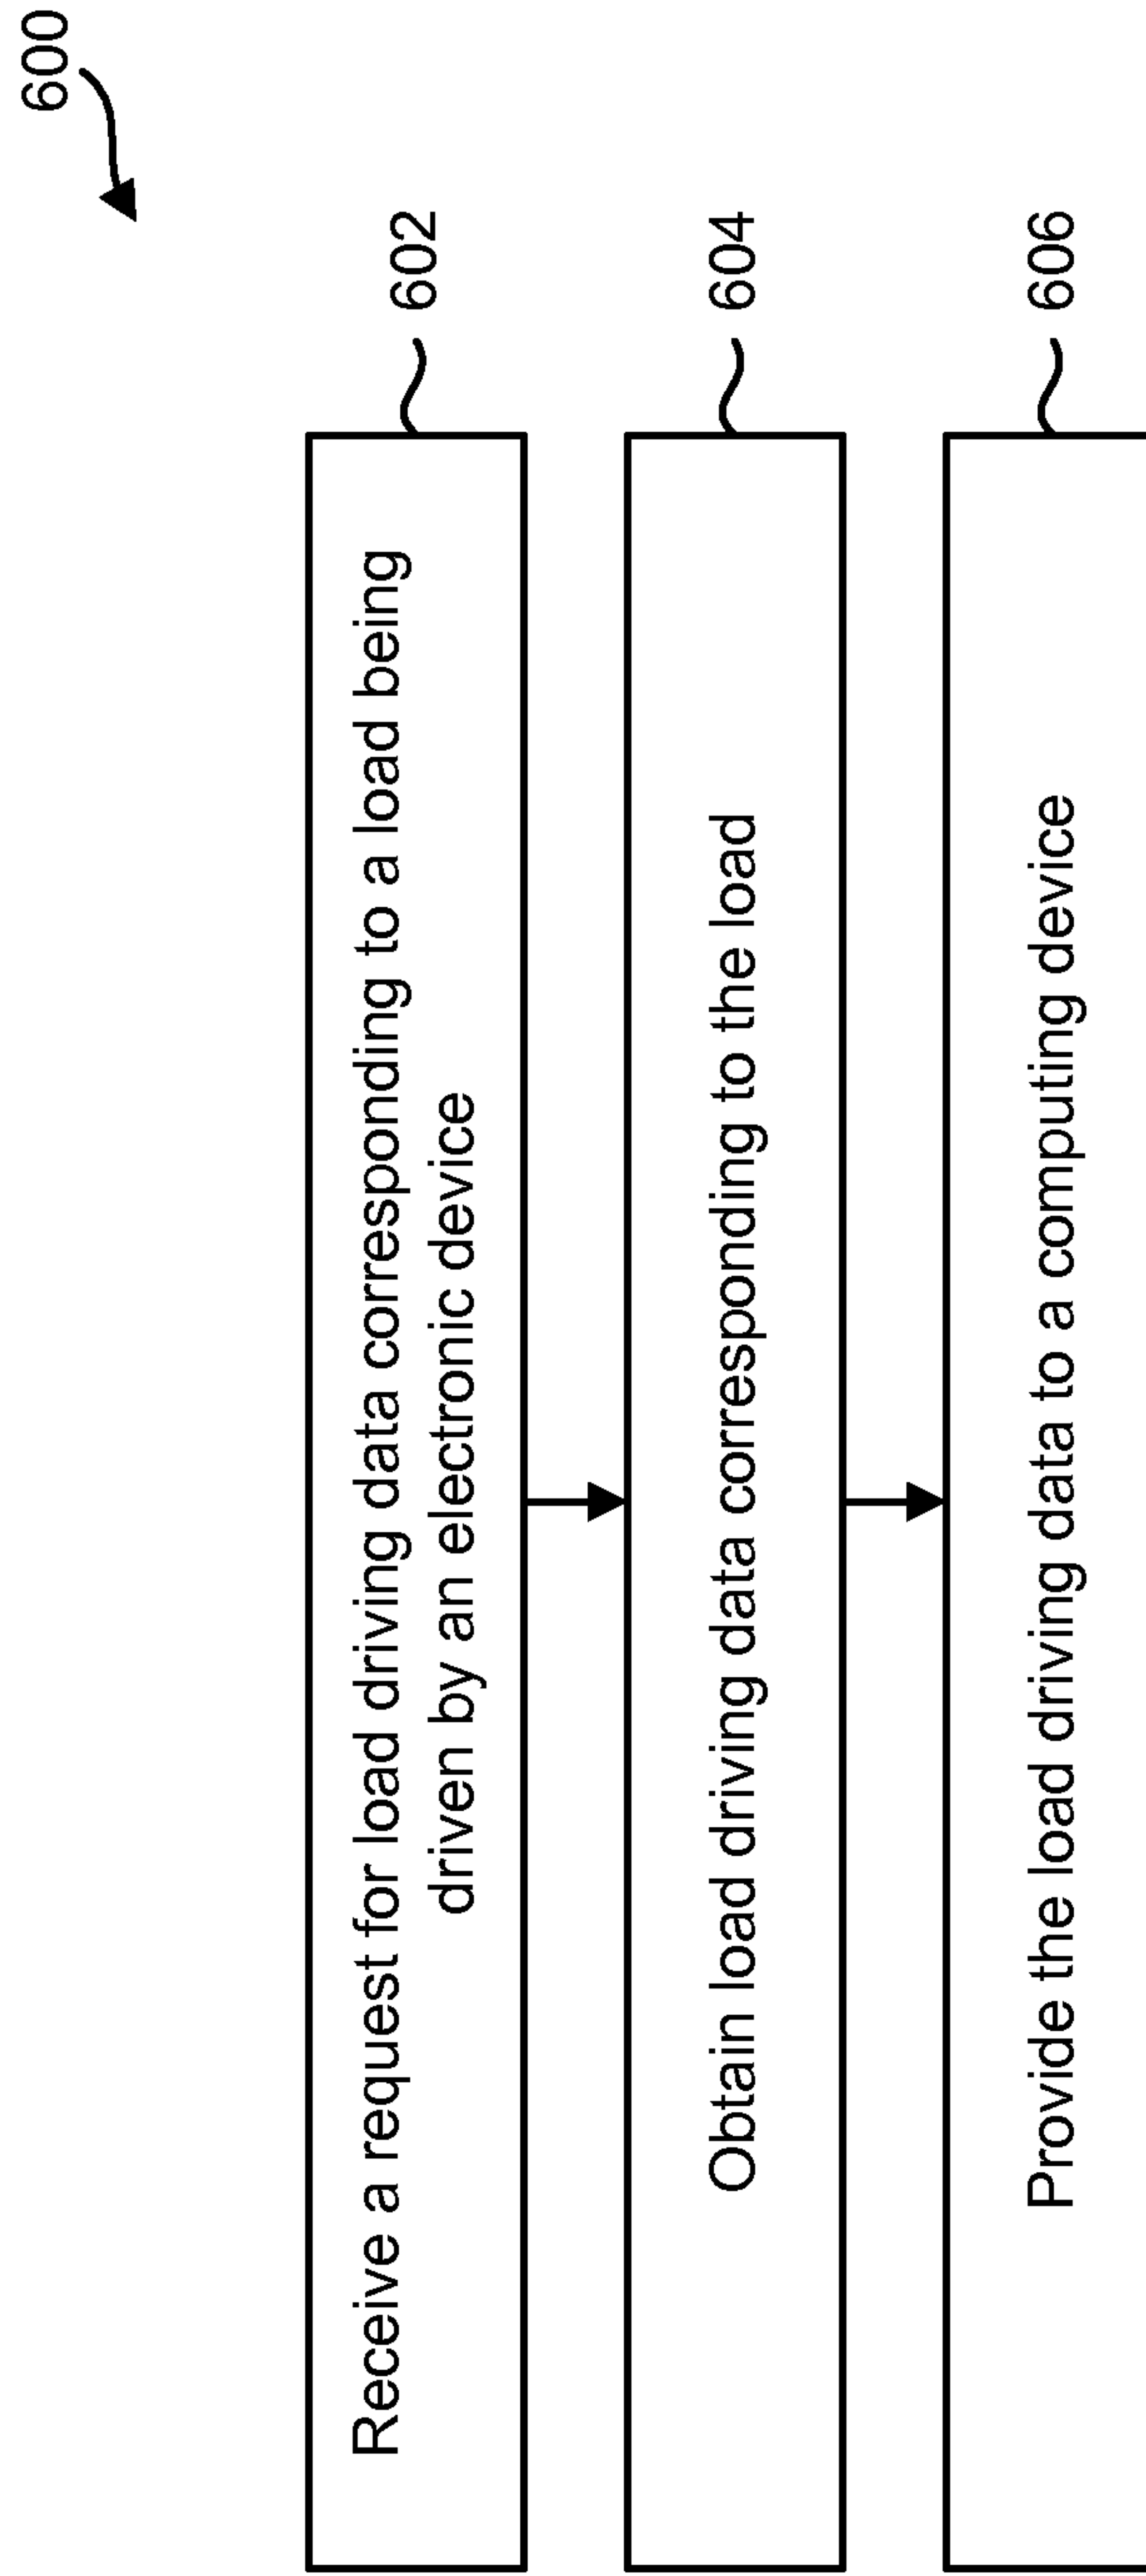 600
Receive a request for load driving data corresponding to a load being
driven by an electronic device
602
Obtain load driving data corresponding to the load
604
Provide the load driving data to a computing device
606